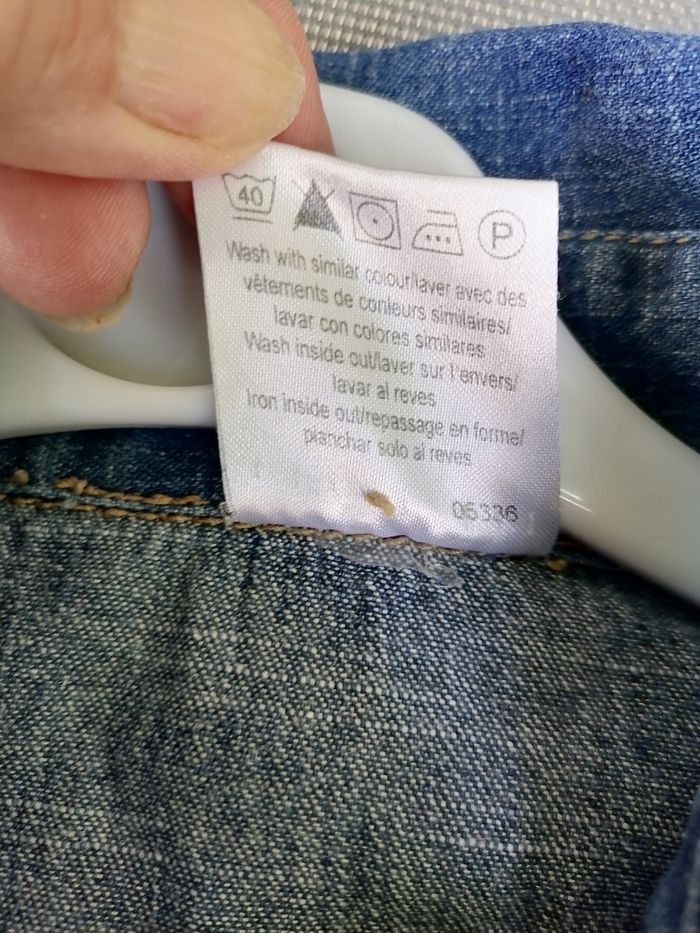 40 P
Wash with similar colour/laver avec des
vêtements de couleurs similaires/
lavar con colores similares
Wash inside out/laver sur l'envers/
lavar al reves
Iron inside out/repassage en forme/
planchar solo al reves
06336